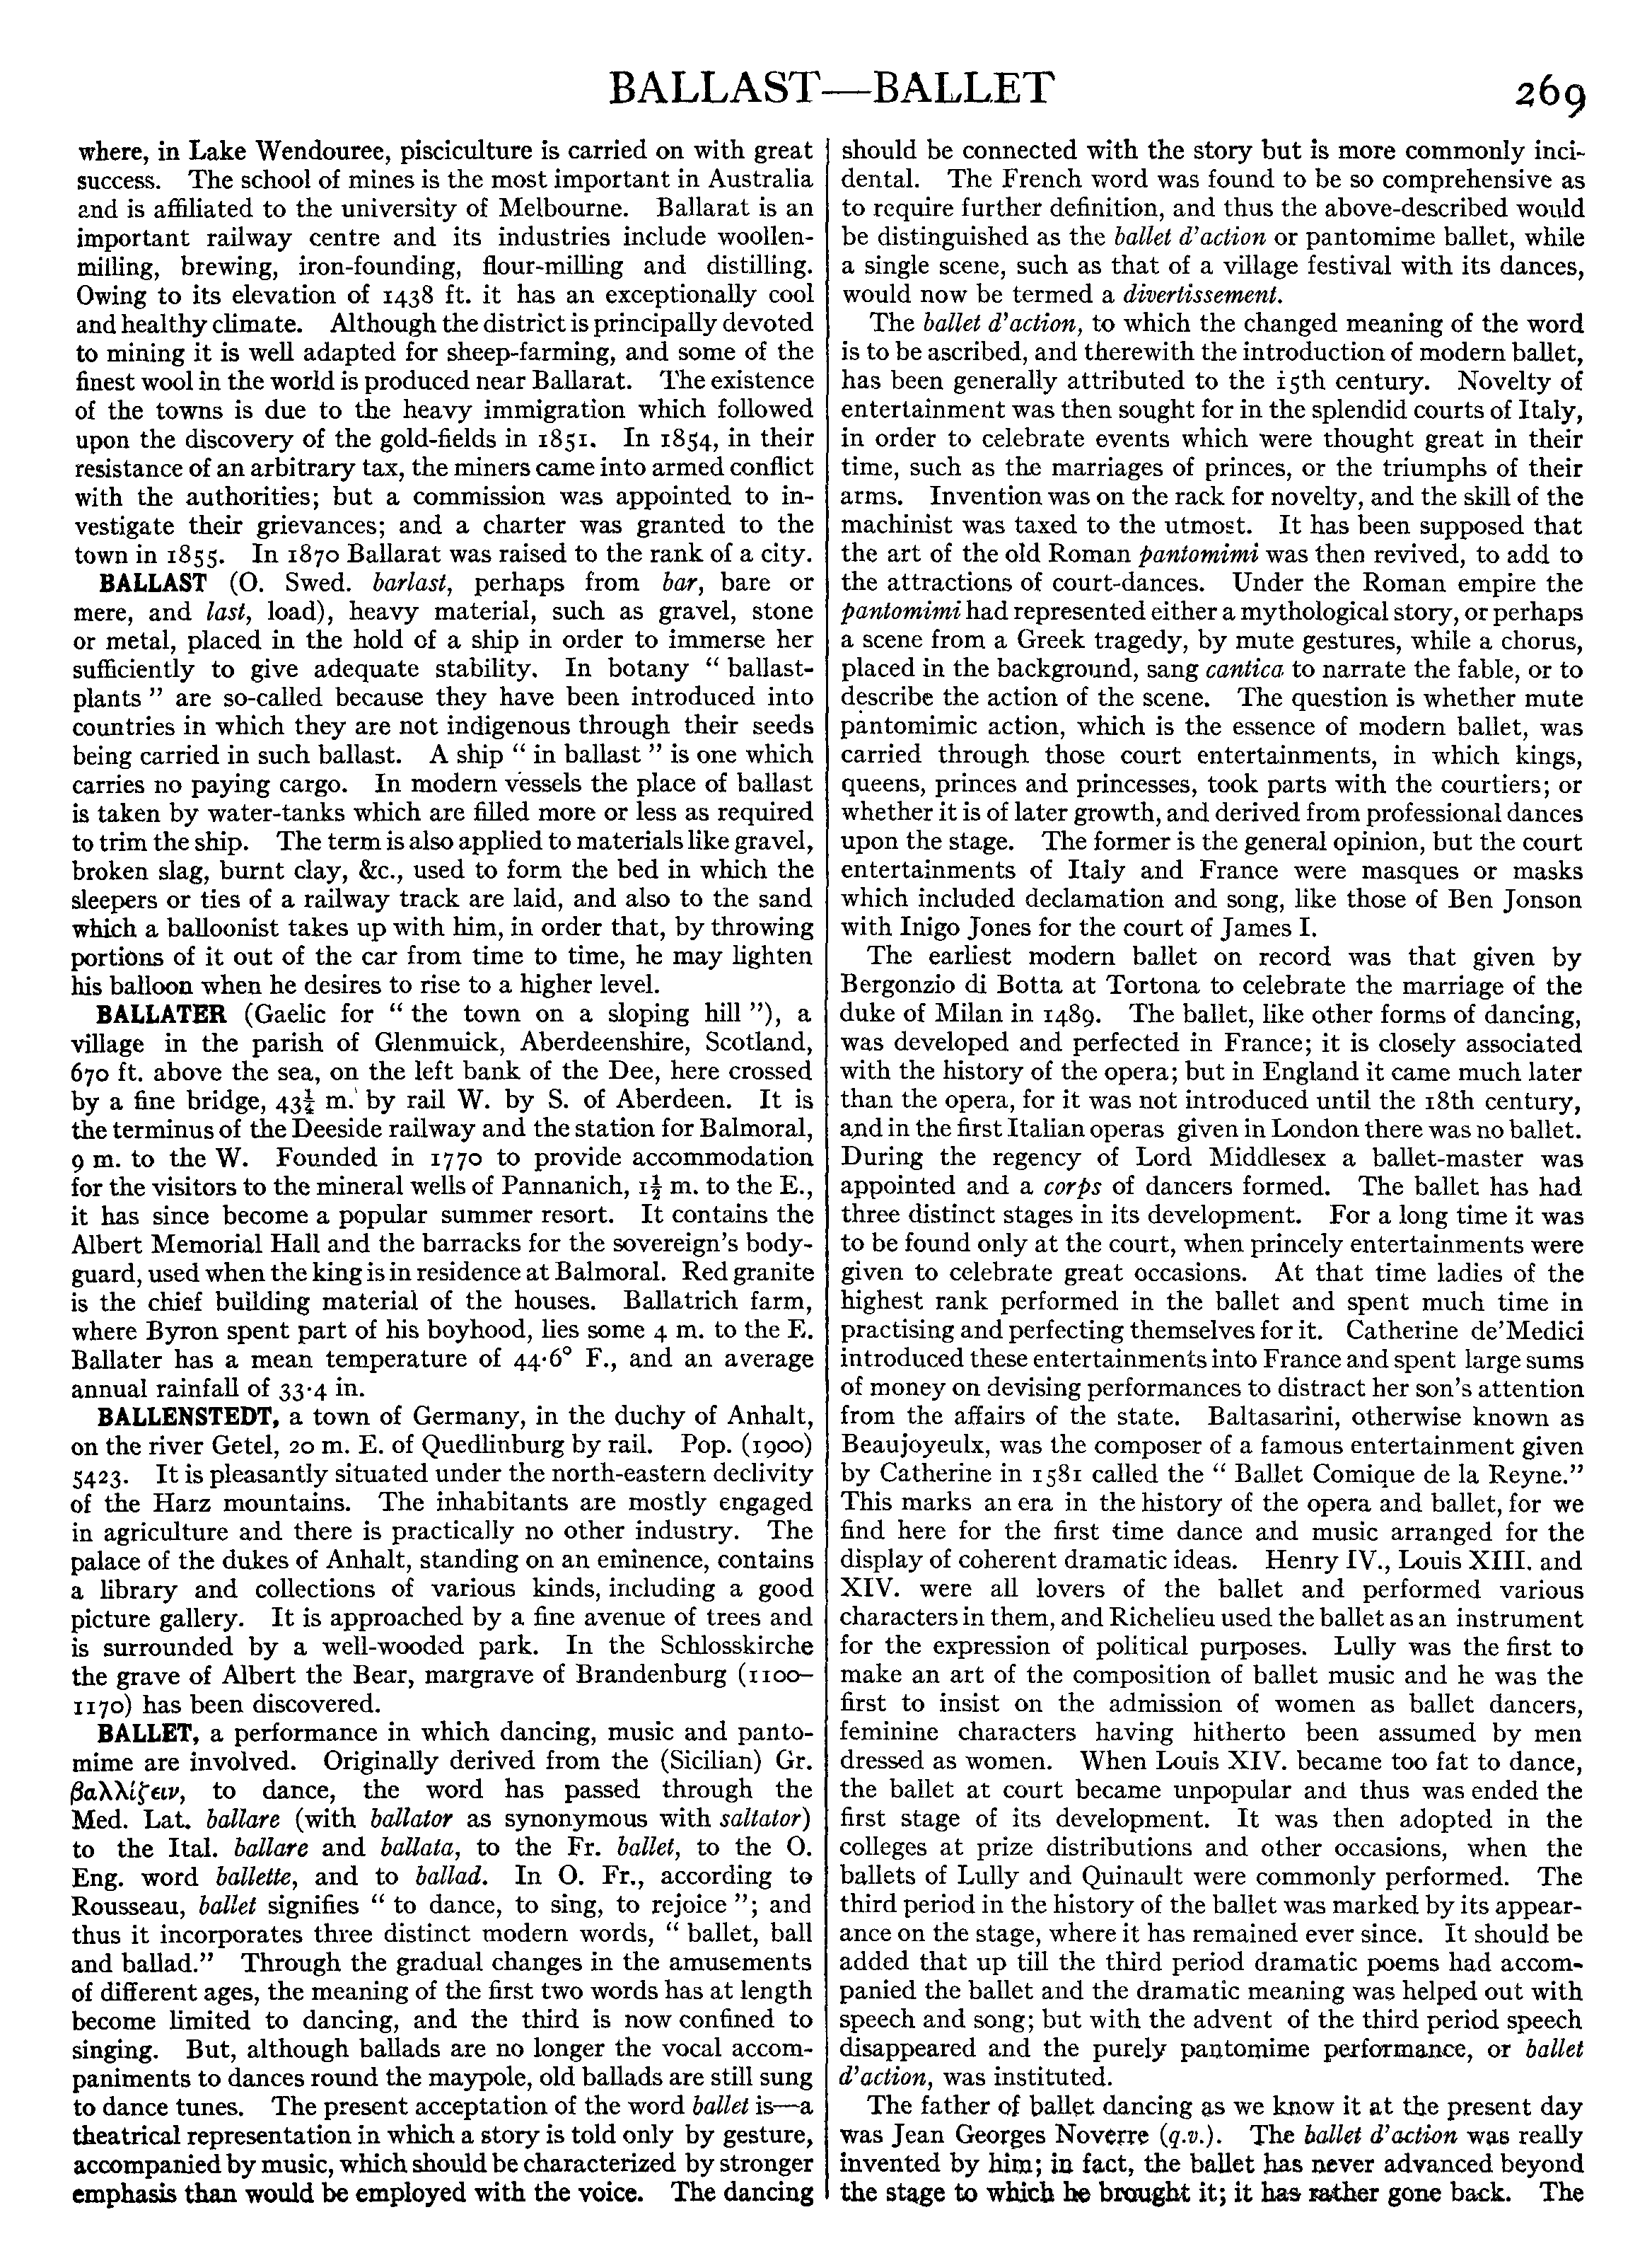 BALLAST—BALLET
269
where, in Lake Wendouree, pisciculture is carried on with great
success. The school of mines is the most important in Australia
and is affiliated to the university of Melbourne. Ballarat is an
important railway centre and its industries include woollen-
milling, brewing, iron-founding, flour-milling and distilling.
Owing to its elevation of 1438 ft. it has an exceptionally cool
and healthy climate. Although the district is principally devoted
to mining it is well adapted for sheep-farming, and some of the
finest wool in the world is produced near Ballarat. The existence
of the towns is due to the heavy immigration which followed
upon the discovery of the gold-fields in 1851. In 1854, in their
resistance of an arbitrary tax, the miners came into armed conflict
with the authorities; but a commission was appointed to in-
vestigate their grievances; and a charter was granted to the
town in 1855. In 1870 Ballarat was raised to the rank of a city.
BALLAST (O. Swed. barlast, perhaps from bar, bare or
mere, and last, load), heavy material, such as gravel, stone
or metal, placed in the hold of a ship in order to immerse her
sufficiently to give adequate stability. In botany “ ballast-
plants ” are so-called because they have been introduced into
countries in which they are not indigenous through their seeds
being carried in such ballast. A ship “ in ballast ” is one which
carries no paying cargo. In modern vessels the place of ballast
is taken by water-tanks which are filled more or less as required
to trim the ship. The term is also applied to materials like gravel,
broken slag, burnt clay, &c., used to form the bed in which the
sleepers or ties of a railway track are laid, and also to the sand
which a balloonist takes up with him, in order that, by throwing
portions of it out of the car from time to time, he may lighten
his balloon when he desires to rise to a higher level.
BALLATER (Gaelic for “ the town on a sloping hill ”), a
village in the parish of Glenmuick, Aberdeenshire, Scotland,
670 ft. above the sea, on the left bank of the Dee, here crossed
by a fine bridge, 43¼ m. by rail W. by S. of Aberdeen. It is
the terminus of the Deeside railway and the station for Balmoral,
9 m. to the W. Founded in 1770 to provide accommodation
for the visitors to the mineral wells of Pannanich, 1½ m. to the E.,
it has since become a popular summer resort. It contains the
Albert Memorial Hall and the barracks for the sovereign's body-
guard, used when the king is in residence at Balmoral. Red granite
is the chief building material of the houses. Ballatrich farm,
where Byron spent part of his boyhood, lies some 4 m. to the E.
Ballater has a mean temperature of 44·6° F., and an average
annual rainfall of 33·4 in.
BALLENSTEDT, a town of Germany, in the duchy of Anhalt,
on the river Getel, 20 m. E. of Quedlinburg by rail. Pop. (1900)
5423. It is pleasantly situated under the north-eastern declivity
of the Harz mountains. The inhabitants are mostly engaged
in agriculture and there is practically no other industry. The
palace of the dukes of Anhalt, standing on an eminence, contains
a library and collections of various kinds, including a good
picture gallery. It is approached by a fine avenue of trees and
is surrounded by a well-wooded park. In the Schlosskirche
the grave of Albert the Bear, margrave of Brandenburg (1100–
1170) has been discovered.
BALLET, a performance in which dancing, music and panto-
mime are involved. Originally derived from the (Sicilian) Gr.
βαλλίζειν, to dance, the word has passed through the
Med. Lat. ballare (with ballator as synonymous with saltator)
to the Ital. ballare and ballata, to the Fr. ballet, to the O.
Eng. word ballette, and to ballad. In O. Fr., according to
Rousseau, ballet signifies “ to dance, to sing, to rejoice ”; and
thus it incorporates three distinct modern words, “ ballet, ball
and ballad.” Through the gradual changes in the amusements
of different ages, the meaning of the first two words has at length
become limited to dancing, and the third is now confined to
singing. But, although ballads are no longer the vocal accom-
paniments to dances round the maypole, old ballads are still sung
to dance tunes. The present acceptation of the word ballet is—a
theatrical representation in which a story is told only by gesture,
accompanied by music, which should be characterized by stronger
emphasis than would be employed with the voice. The dancing
should be connected with the story but is more commonly inci-
dental. The French word was found to be so comprehensive as
to require further definition, and thus the above-described would
be distinguished as the ballet d'action or pantomime ballet, while
a single scene, such as that of a village festival with its dances,
would now be termed a divertissement.
The ballet d'action, to which the changed meaning of the word
is to be ascribed, and therewith the introduction of modern ballet,
has been generally attributed to the 15th century. Novelty of
entertainment was then sought for in the splendid courts of Italy,
in order to celebrate events which were thought great in their
time, such as the marriages of princes, or the triumphs of their
arms. Invention was on the rack for novelty, and the skill of the
machinist was taxed to the utmost. It has been supposed that
the art of the old Roman pantomimi was then revived, to add to
the attractions of court-dances. Under the Roman empire the
pantomimi had represented either a mythological story, or perhaps
a scene from a Greek tragedy, by mute gestures, while a chorus,
placed in the background, sang cantica to narrate the fable, or to
describe the action of the scene. The question is whether mute
pantomimic action, which is the essence of modern ballet, was
carried through those court entertainments, in which kings,
queens, princes and princesses, took parts with the courtiers; or
whether it is of later growth, and derived from professional dances
upon the stage. The former is the general opinion, but the court
entertainments of Italy and France were masques or masks
which included declamation and song, like those of Ben Jonson
with Inigo Jones for the court of James I.
The earliest modern ballet on record was that given by
Bergonzio di Botta at Tortona to celebrate the marriage of the
duke of Milan in 1489. The ballet, like other forms of dancing,
was developed and perfected in France; it is closely associated
with the history of the opera; but in England it came much later
than the opera, for it was not introduced until the 18th century,
and in the first Italian operas given in London there was no ballet.
During the regency of Lord Middlesex a ballet-master was
appointed and a corps of dancers formed. The ballet has had
three distinct stages in its development. For a long time it was
to be found only at the court, when princely entertainments were
given to celebrate great occasions. At that time ladies of the
highest rank performed in the ballet and spent much time in
practising and perfecting themselves for it. Catherine de'Medici
introduced these entertainments into France and spent large sums
of money on devising performances to distract her son's attention
from the affairs of the state. Baltasarini, otherwise known as
Beaujoyeulx, was the composer of a famous entertainment given
by Catherine in 1581 called the “ Ballet Comique de la Reyne.”
This marks an era in the history of the opera and ballet, for we
find here for the first time dance and music arranged for the
display of coherent dramatic ideas. Henry IV., Louis XIII. and
XIV. were all lovers of the ballet and performed various
characters in them, and Richelieu used the ballet as an instrument
for the expression of political purposes. Lully was the first to
make an art of the composition of ballet music and he was the
first to insist on the admission of women as ballet dancers,
feminine characters having hitherto been assumed by men
dressed as women. When Louis XIV. became too fat to dance,
the ballet at court became unpopular and thus was ended the
first stage of its development. It was then adopted in the
colleges at prize distributions and other occasions, when the
ballets of Lully and Quinault were commonly performed. The
third period in the history of the ballet was marked by its appear-
ance on the stage, where it has remained ever since. It should be
added that up till the third period dramatic poems had accom-
panied the ballet and the dramatic meaning was helped out with
speech and song; but with the advent of the third period speech
disappeared and the purely pantomime performance, or ballet
d'action, was instituted.
The father of ballet dancing as we know it at the present day
was Jean Georges Noverre (q.v.). The ballet d'action was really
invented by him; in fact, the ballet has never advanced beyond
the stage to which he brought it; it has rather gone back. The